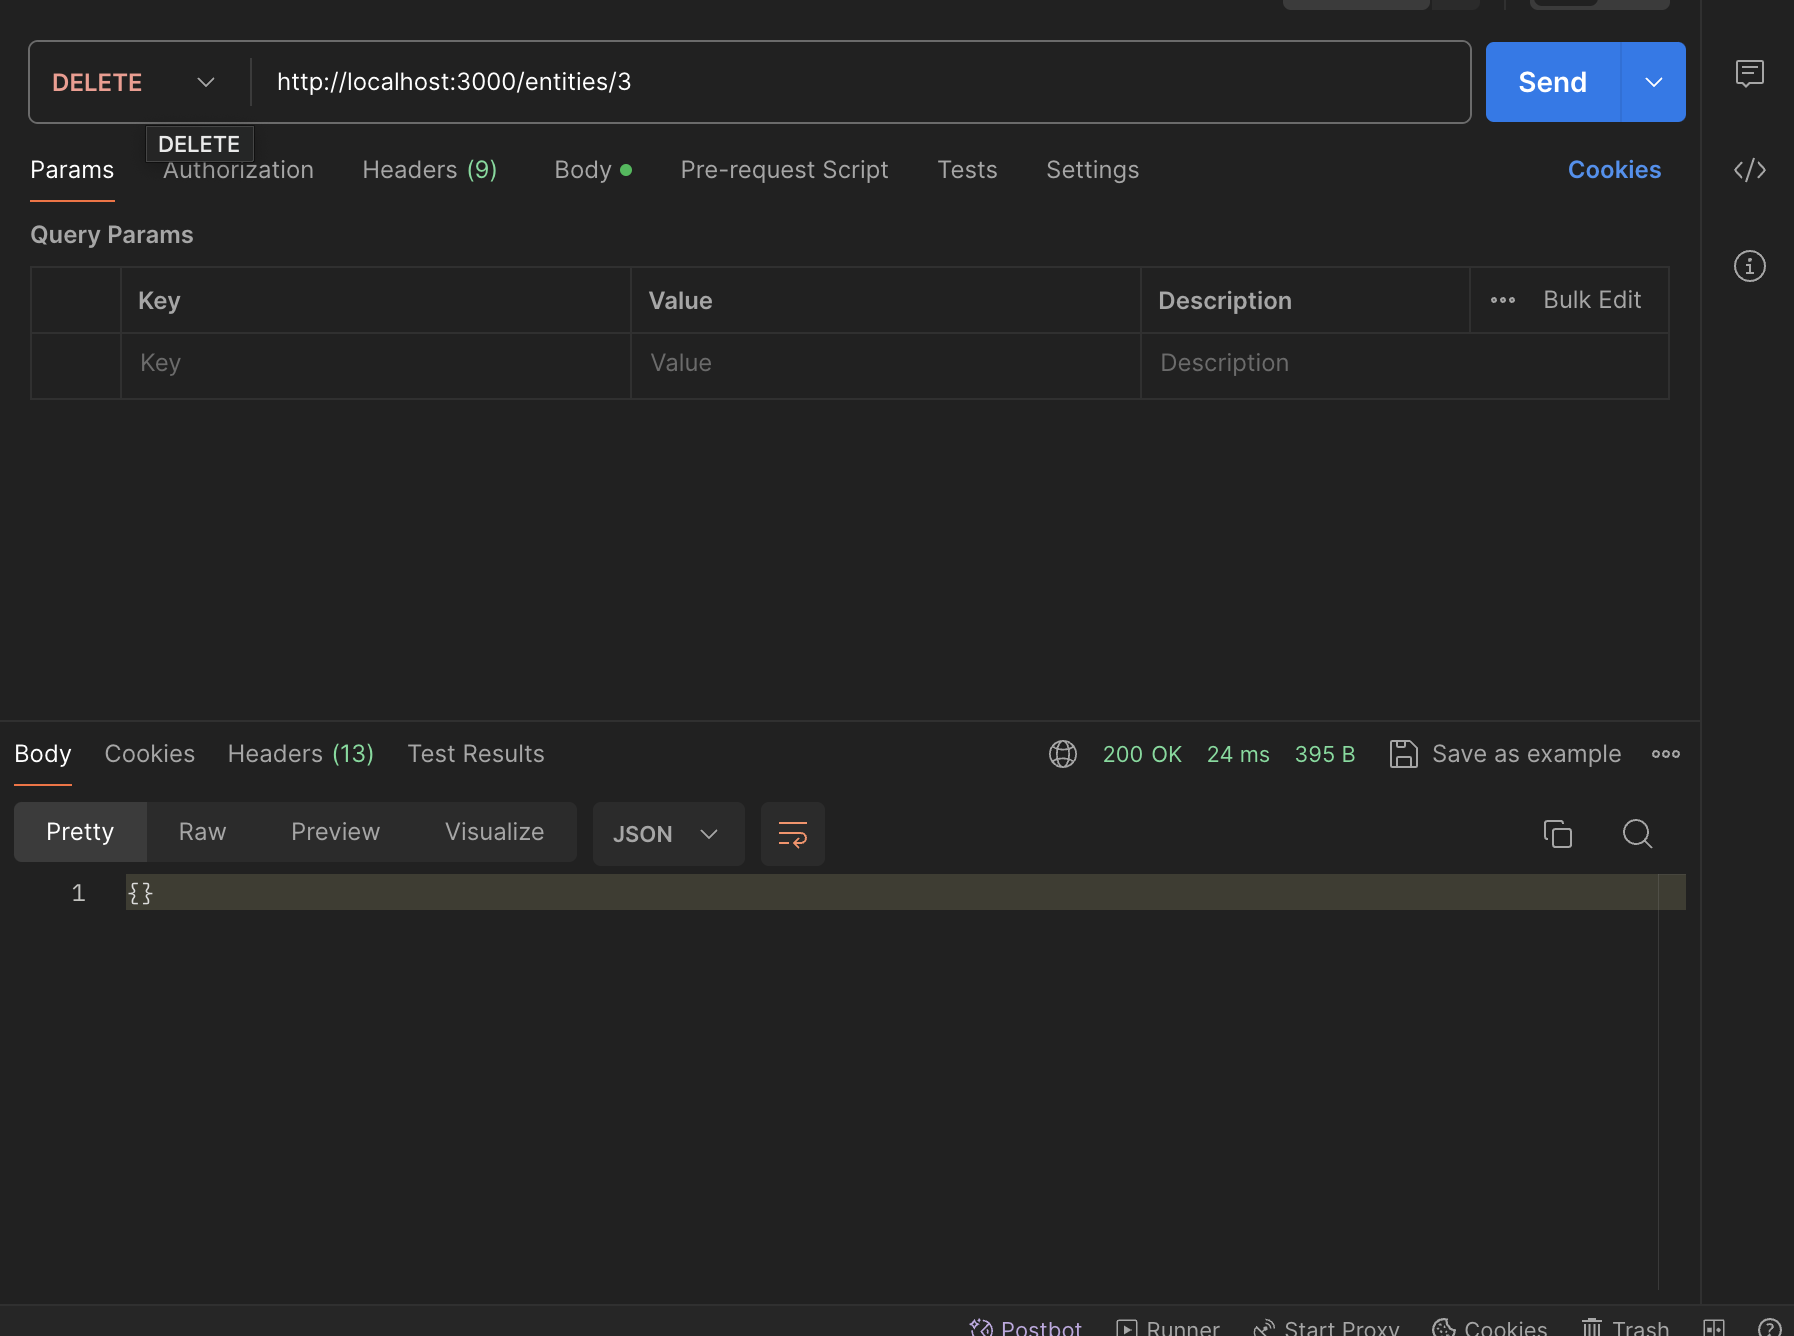 DELETE http://localhost:3000/entities/3 Send
DELETE
Params Authorization Headers (9) Body Pre-request Script Tests Settings Cookies
Query Params
Key Value Description Bulk Edit
Key Value Description
Body Cookies Headers (13) Test Results 200 OK 24 ms 395 B Save as example
Pretty Raw Preview Visualize JSON
1 {}
Postbot Runner Start Proxy Cookies Trash